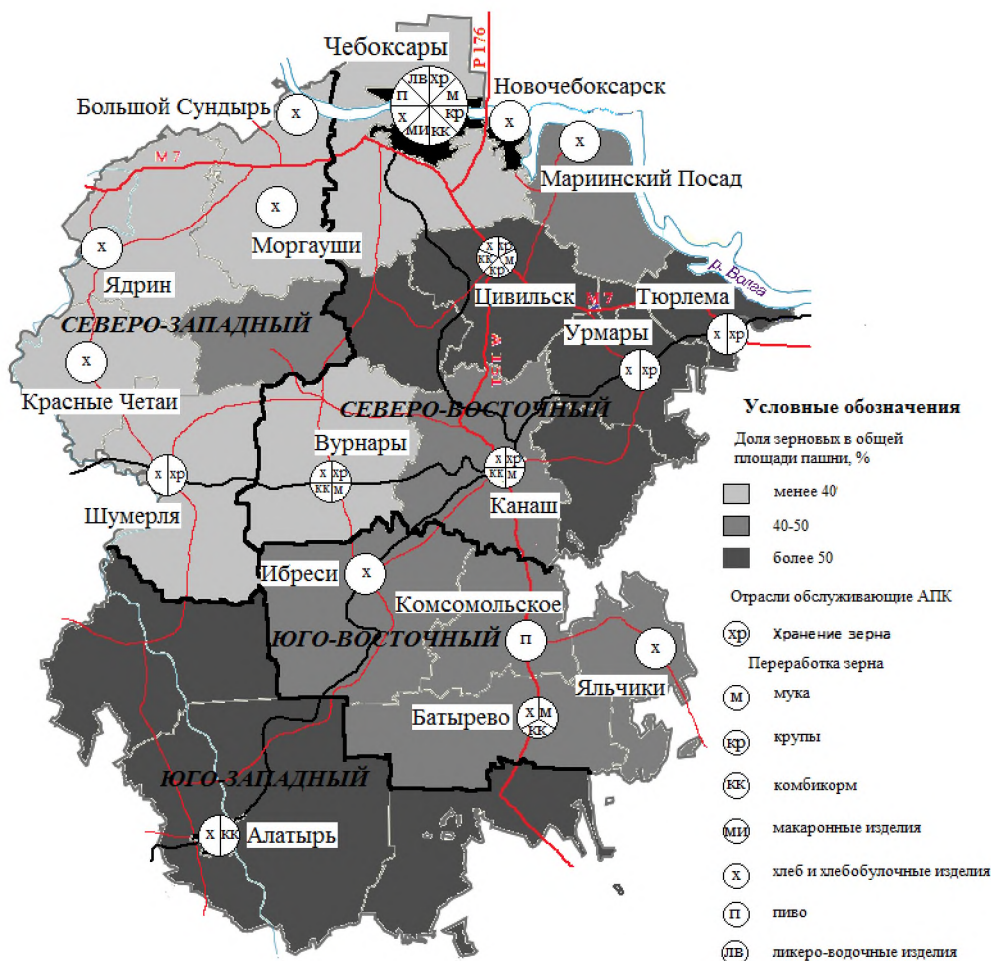 Чебоксары
Р 176
лв хр
п м
х кр
ми кк
Новочебоксарск
х
Большой Сундырь
х
х
Мариинский Посад
М 7
х
Моргауши
х
Ядрин
х хр
кк м
кр
Цивильск
р. Волга
М 7
Тюрлема
х хр
Урмары
х хр
СЕВЕРО-ЗАПАДНЫЙ
х
Красные Четаи
СЕВЕРО-ВОСТОЧНЫЙ
Вурнары
х хр
кк м
х хр
кк м
Канаш
х хр
Шумерля
Ибреси
х
Комсомольское
п
ЮГО-ВОСТОЧНЫЙ
х
Яльчики
Батырево
х м
кк
ЮГО-ЗАПАДНЫЙ
х кк
Алатырь
Условные обозначения
Доля зерновых в общей
площади пашни, %
менее 40
40-50
более 50
Отрасли обслуживающие АПК
хр Хранение зерна
Переработка зерна
м мука
кр крупы
кк комбикорм
ми макаронные изделия
х хлеб и хлебобулочные изделия
п пиво
лв ликеро-водочные изделия